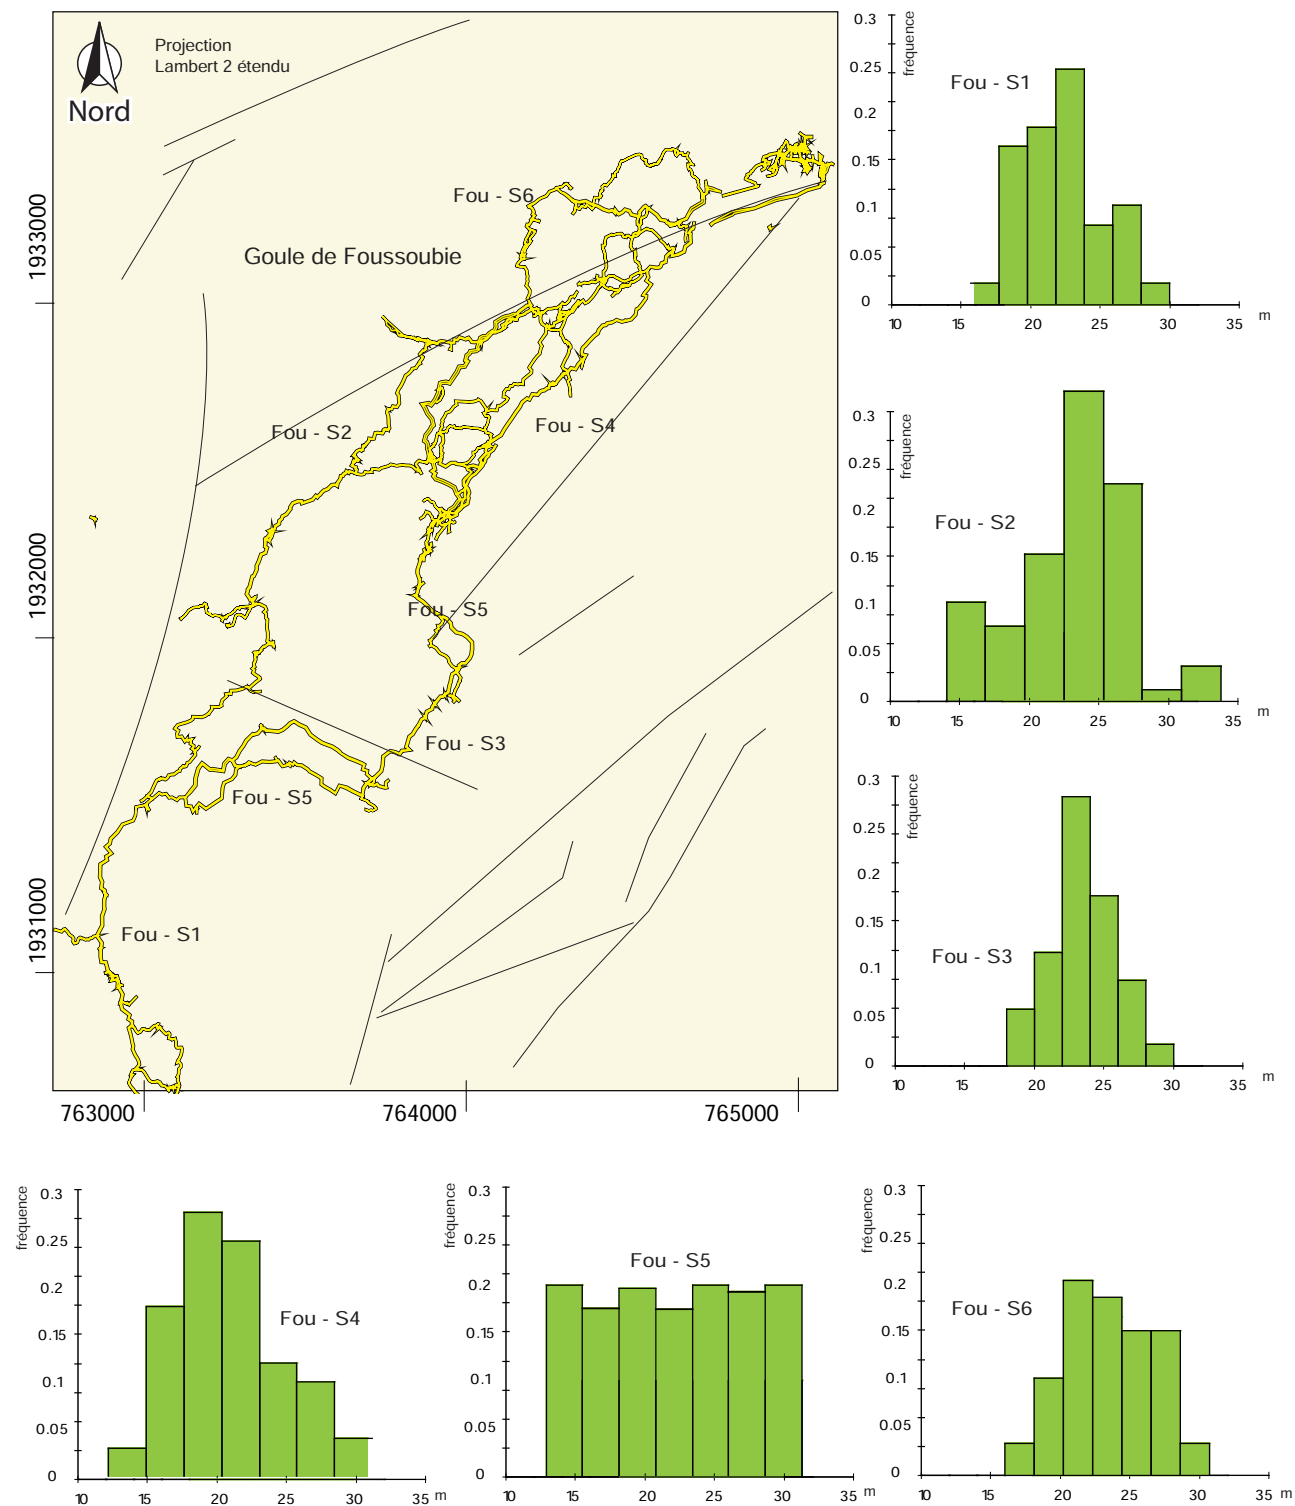 Projection
Lambert 2 étendu
Nord
Fou - S6
Goule de Foussoubie
Fou - S2
Fou - S4
Fou - S5
Fou - S3
Fou - S5
Fou - S1
1933000
1932000
1931000
763000
764000
765000
fréquence
Fou - S1
0.3
0.25
0.2
0.15
0.1
0.05
0
10
15
20
25
30
35
m
fréquence
Fou - S2
0.3
0.25
0.2
0.15
0.1
0.05
0
10
15
20
25
30
35
m
fréquence
Fou - S3
0.3
0.25
0.2
0.15
0.1
0.05
0
10
15
20
25
30
35
m
fréquence
Fou - S4
0.3
0.25
0.2
0.15
0.1
0.05
0
10
15
20
25
30
35
m
fréquence
Fou - S5
0.3
0.25
0.2
0.15
0.1
0.05
0
10
15
20
25
30
35
m
fréquence
Fou - S6
0.3
0.25
0.2
0.15
0.1
0.05
0
10
15
20
25
30
35
m